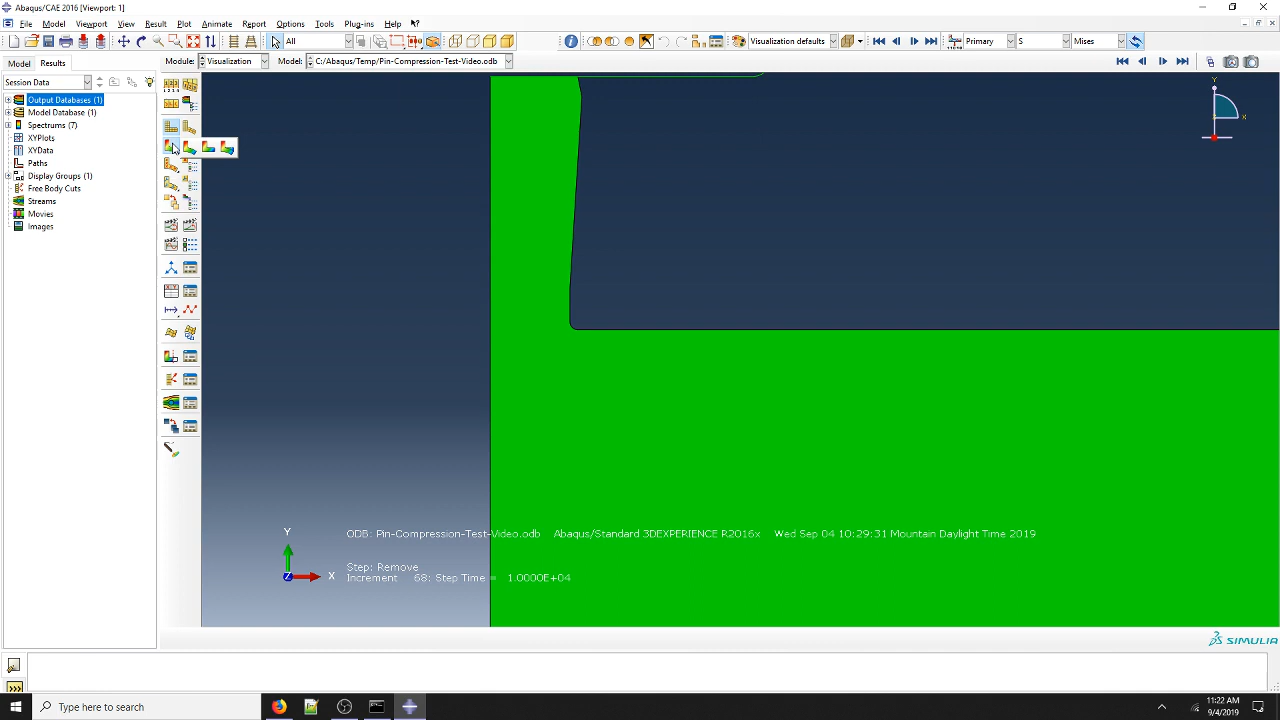 Abaqus/CAE 2016 [Viewport: 1]
File Model Viewport View Result Plot Animate Report Options Tools Plug-ins Help
All
Visualization defaults
Primary
S
Mises
Model Results
Module: Visualization Model: C:/Abaqus/Temp/Pin-Compression-Test-Video.odb
Session Data
Output Databases (1)
Model Database (1)
Spectrums (7)
XYPlots
XYData
Paths
Display Groups (1)
Free Body Cuts
Streams
Movies
Images
Y
X
Y
X
Z
ODB: Pin-Compression-Test-Video.odb Abaqus/Standard 3DEXPERIENCE R2016x Wed Sep 04 10:29:31 Mountain Daylight Time 2019
Step: Remove
Increment 68: Step Time = 1.0000E+04
SIMULIA
>>>
Type here to search
11:22 AM
9/4/2019